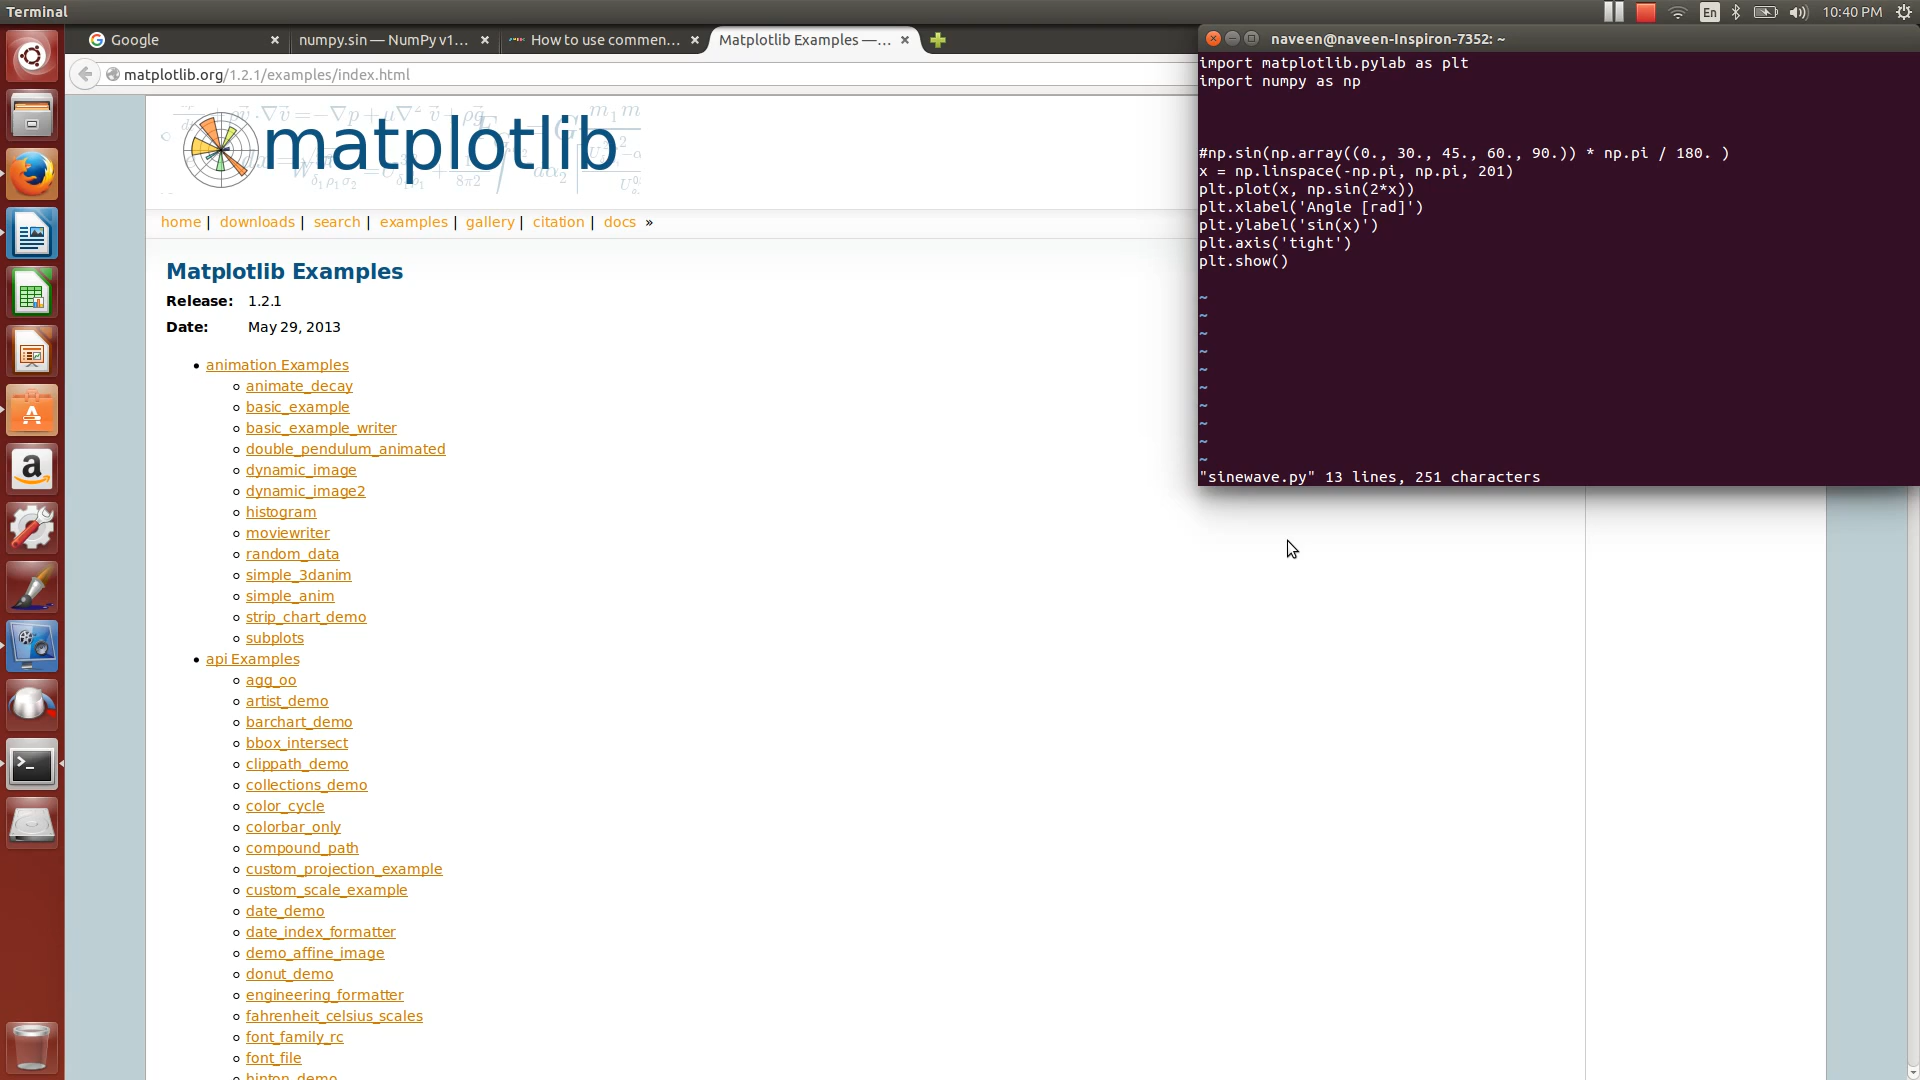 Terminal
En
10:40 PM
Google
numpy.sin — NumPy v1...
How to use commen...
Matplotlib Examples —...
matplotlib.org/1.2.1/examples/index.html
matplotlib
home | downloads | search | examples | gallery | citation | docs »
Matplotlib Examples
Release: 1.2.1
Date: May 29, 2013
animation Examples
animate_decay
basic_example
basic_example_writer
double_pendulum_animated
dynamic_image
dynamic_image2
histogram
moviewriter
random_data
simple_3danim
simple_anim
strip_chart_demo
subplots
api Examples
agg_oo
artist_demo
barchart_demo
bbox_intersect
clippath_demo
collections_demo
color_cycle
colorbar_only
compound_path
custom_projection_example
custom_scale_example
date_demo
date_index_formatter
demo_affine_image
donut_demo
engineering_formatter
fahrenheit_celsius_scales
font_family_rc
font_file
hinton_demo
naveen@naveen-Inspiron-7352: ~
import matplotlib.pylab as plt
import numpy as np
#np.sin(np.array((0., 30., 45., 60., 90.)) * np.pi / 180. )
x = np.linspace(-np.pi, np.pi, 201)
plt.plot(x, np.sin(2*x))
plt.xlabel('Angle [rad]')
plt.ylabel('sin(x)')
plt.axis('tight')
plt.show()
~
~
~
~
~
~
~
~
~
~
"sinewave.py" 13 lines, 251 characters